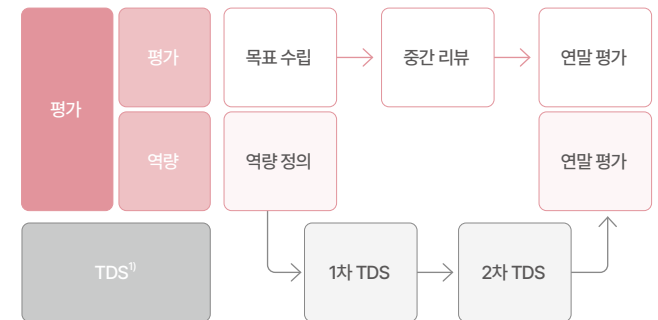 평가
평가
목표 수립
중간 리뷰
연말 평가
역량
역량 정의
연말 평가
TDS1)
1차 TDS
2차 TDS